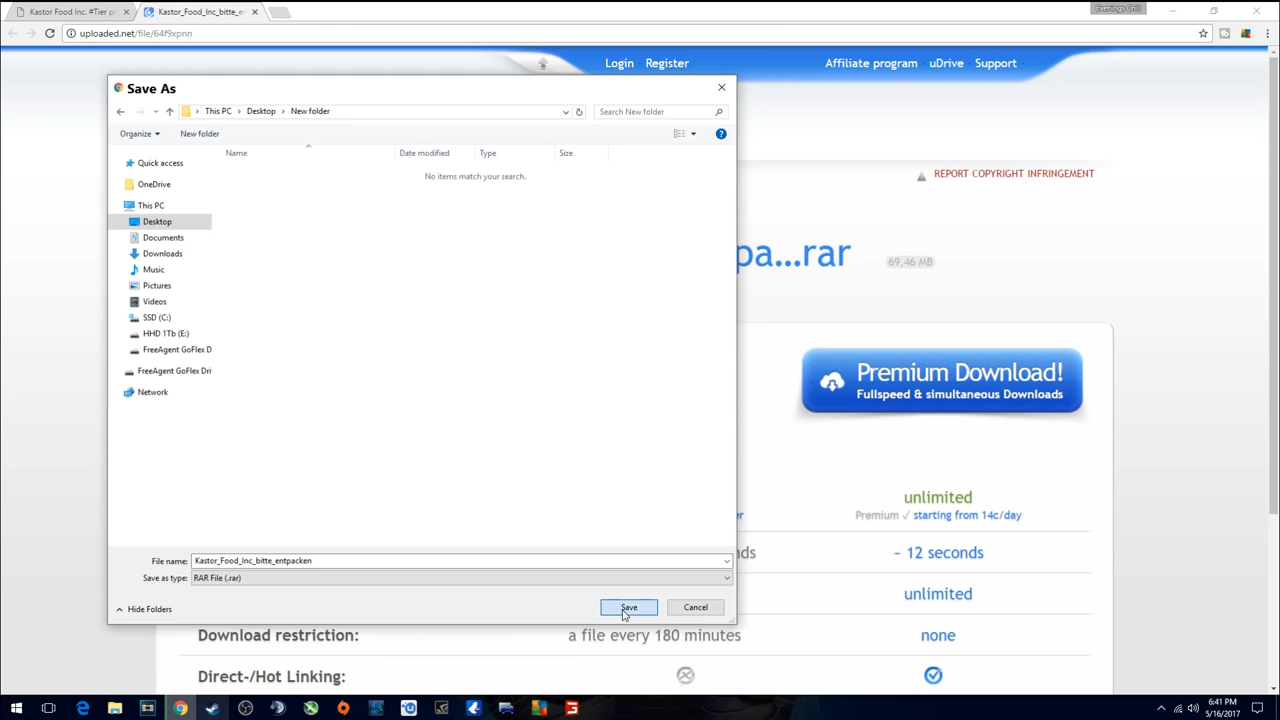 Kastor Food Inc. #Tier p
Kastor_Food_Inc_bitte_e
Evenings Chill
uploaded.net/file/64f9xpnn
Login Register Affiliate program uDrive Support
Save As
This PC Desktop New folder Search New folder
Organize New folder
Name Date modified Type Size
No items match your search.
Quick access
OneDrive
This PC
Desktop
Documents
Downloads
Music
Pictures
Videos
SSD (C:)
HHD 1Tb (E:)
FreeAgent GoFlex D
FreeAgent GoFlex Dri
Network
File name: Kastor_Food_Inc_bitte_entpacken
Save as type: RAR File (.rar)
Hide Folders Save Cancel
REPORT COPYRIGHT INFRINGEMENT
pa...rar 69,46 MB
Premium Download!
Fullspeed & simultaneous Downloads
unlimited
er Premium ✓ starting from 14c/day
nds ~ 12 seconds
unlimited
Download restriction: a file every 180 minutes none
Direct-/Hot Linking:
6:41 PM
5/16/2017